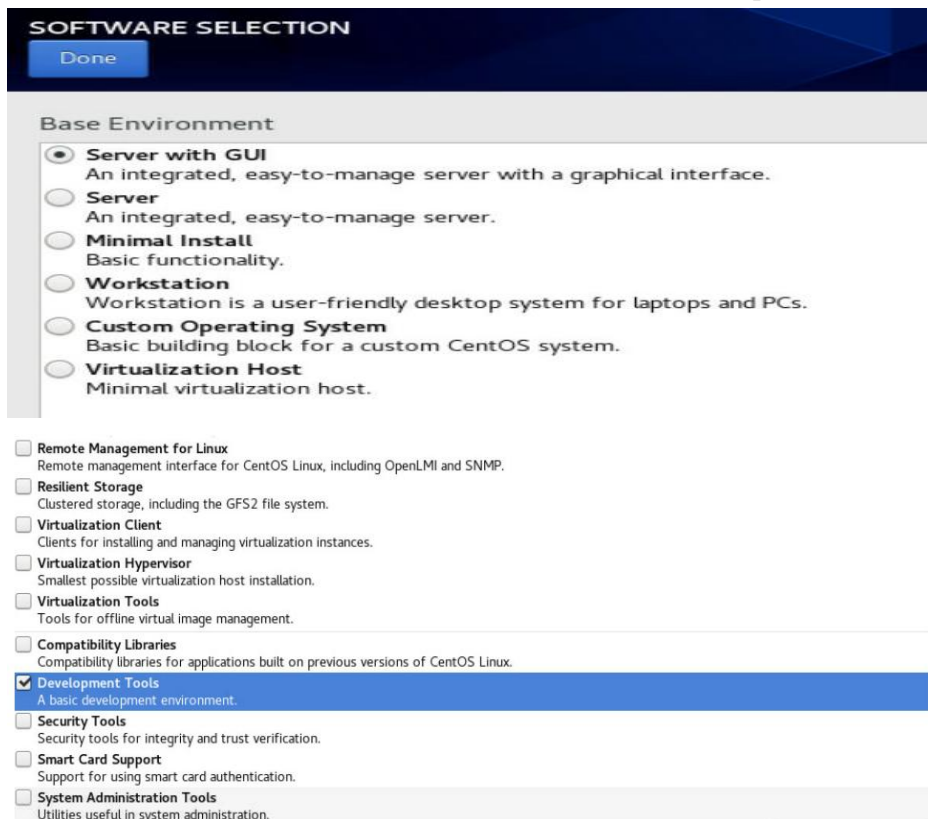 SOFTWARE SELECTION
Done
Base Environment
Server with GUI
An integrated, easy-to-manage server with a graphical interface.
Server
An integrated, easy-to-manage server.
Minimal Install
Basic functionality.
Workstation
Workstation is a user-friendly desktop system for laptops and PCs.
Custom Operating System
Basic building block for a custom CentOS system.
Virtualization Host
Minimal virtualization host.
Remote Management for Linux
Remote management interface for CentOS Linux, including OpenLMI and SNMP.
Resilient Storage
Clustered storage, including the GFS2 file system.
Virtualization Client
Clients for installing and managing virtualization instances.
Virtualization Hypervisor
Smallest possible virtualization host installation.
Virtualization Tools
Tools for offline virtual image management.
Compatibility Libraries
Compatibility libraries for applications built on previous versions of CentOS Linux.
Development Tools
A basic development environment.
Security Tools
Security tools for integrity and trust verification.
Smart Card Support
Support for using smart card authentication.
System Administration Tools
Utilities useful in system administration.